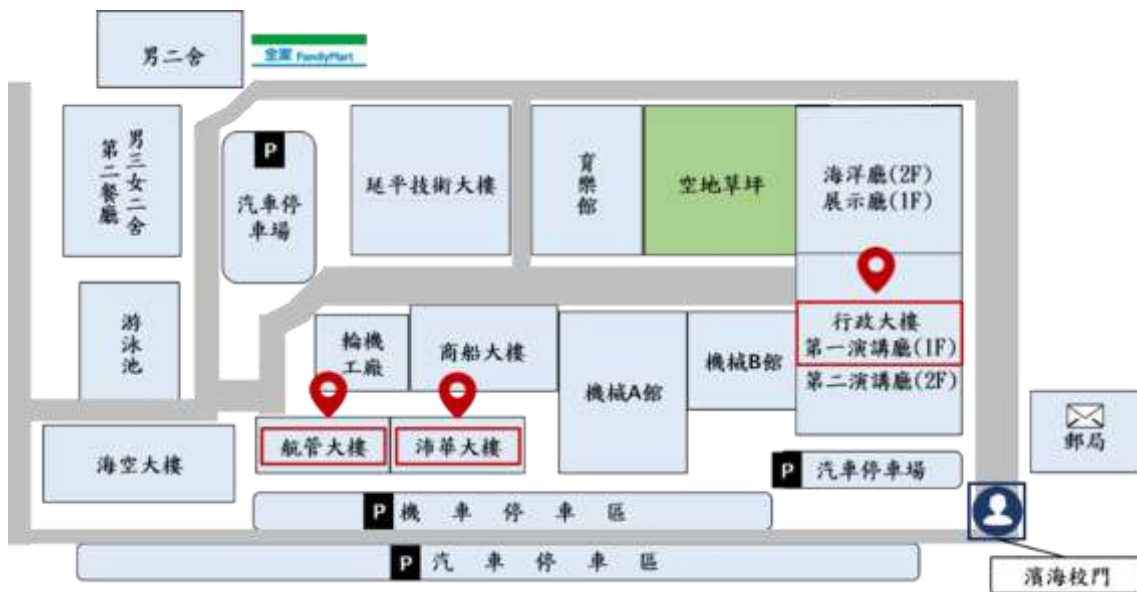 男二舍
全家 FamilyMart
男三女二舍
第二餐廳
P
汽車停
車場
延平技術大樓
育樂館
空地草坪
海洋廳(2F)
展示廳(1F)
游泳池
輪機
工廠
商船大樓
機械A館
機械B館
行政大樓
第一演講廳(1F)
第二演講廳(2F)
航管大樓
沛華大樓
海空大樓
郵局
P 汽車停車場
P 機車停車區
P 汽車停車區
濱海校門